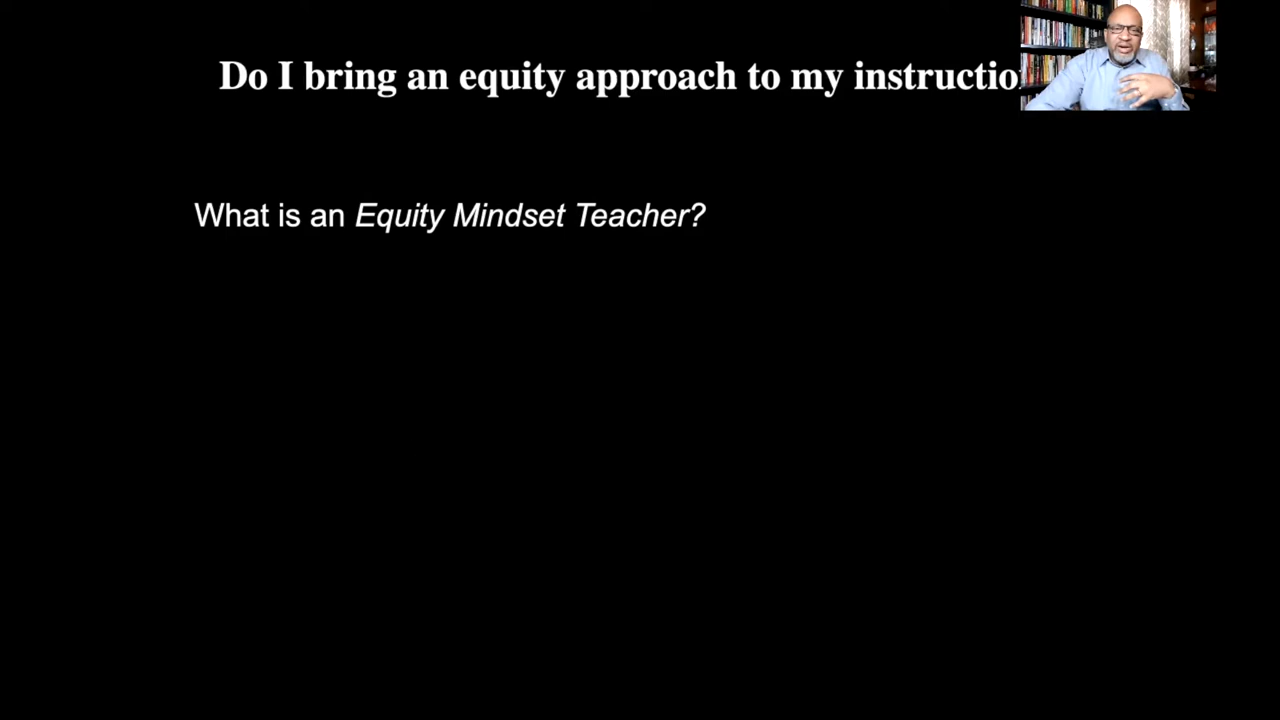 Do I bring an equity approach to my instructio
What is an Equity Mindset Teacher?